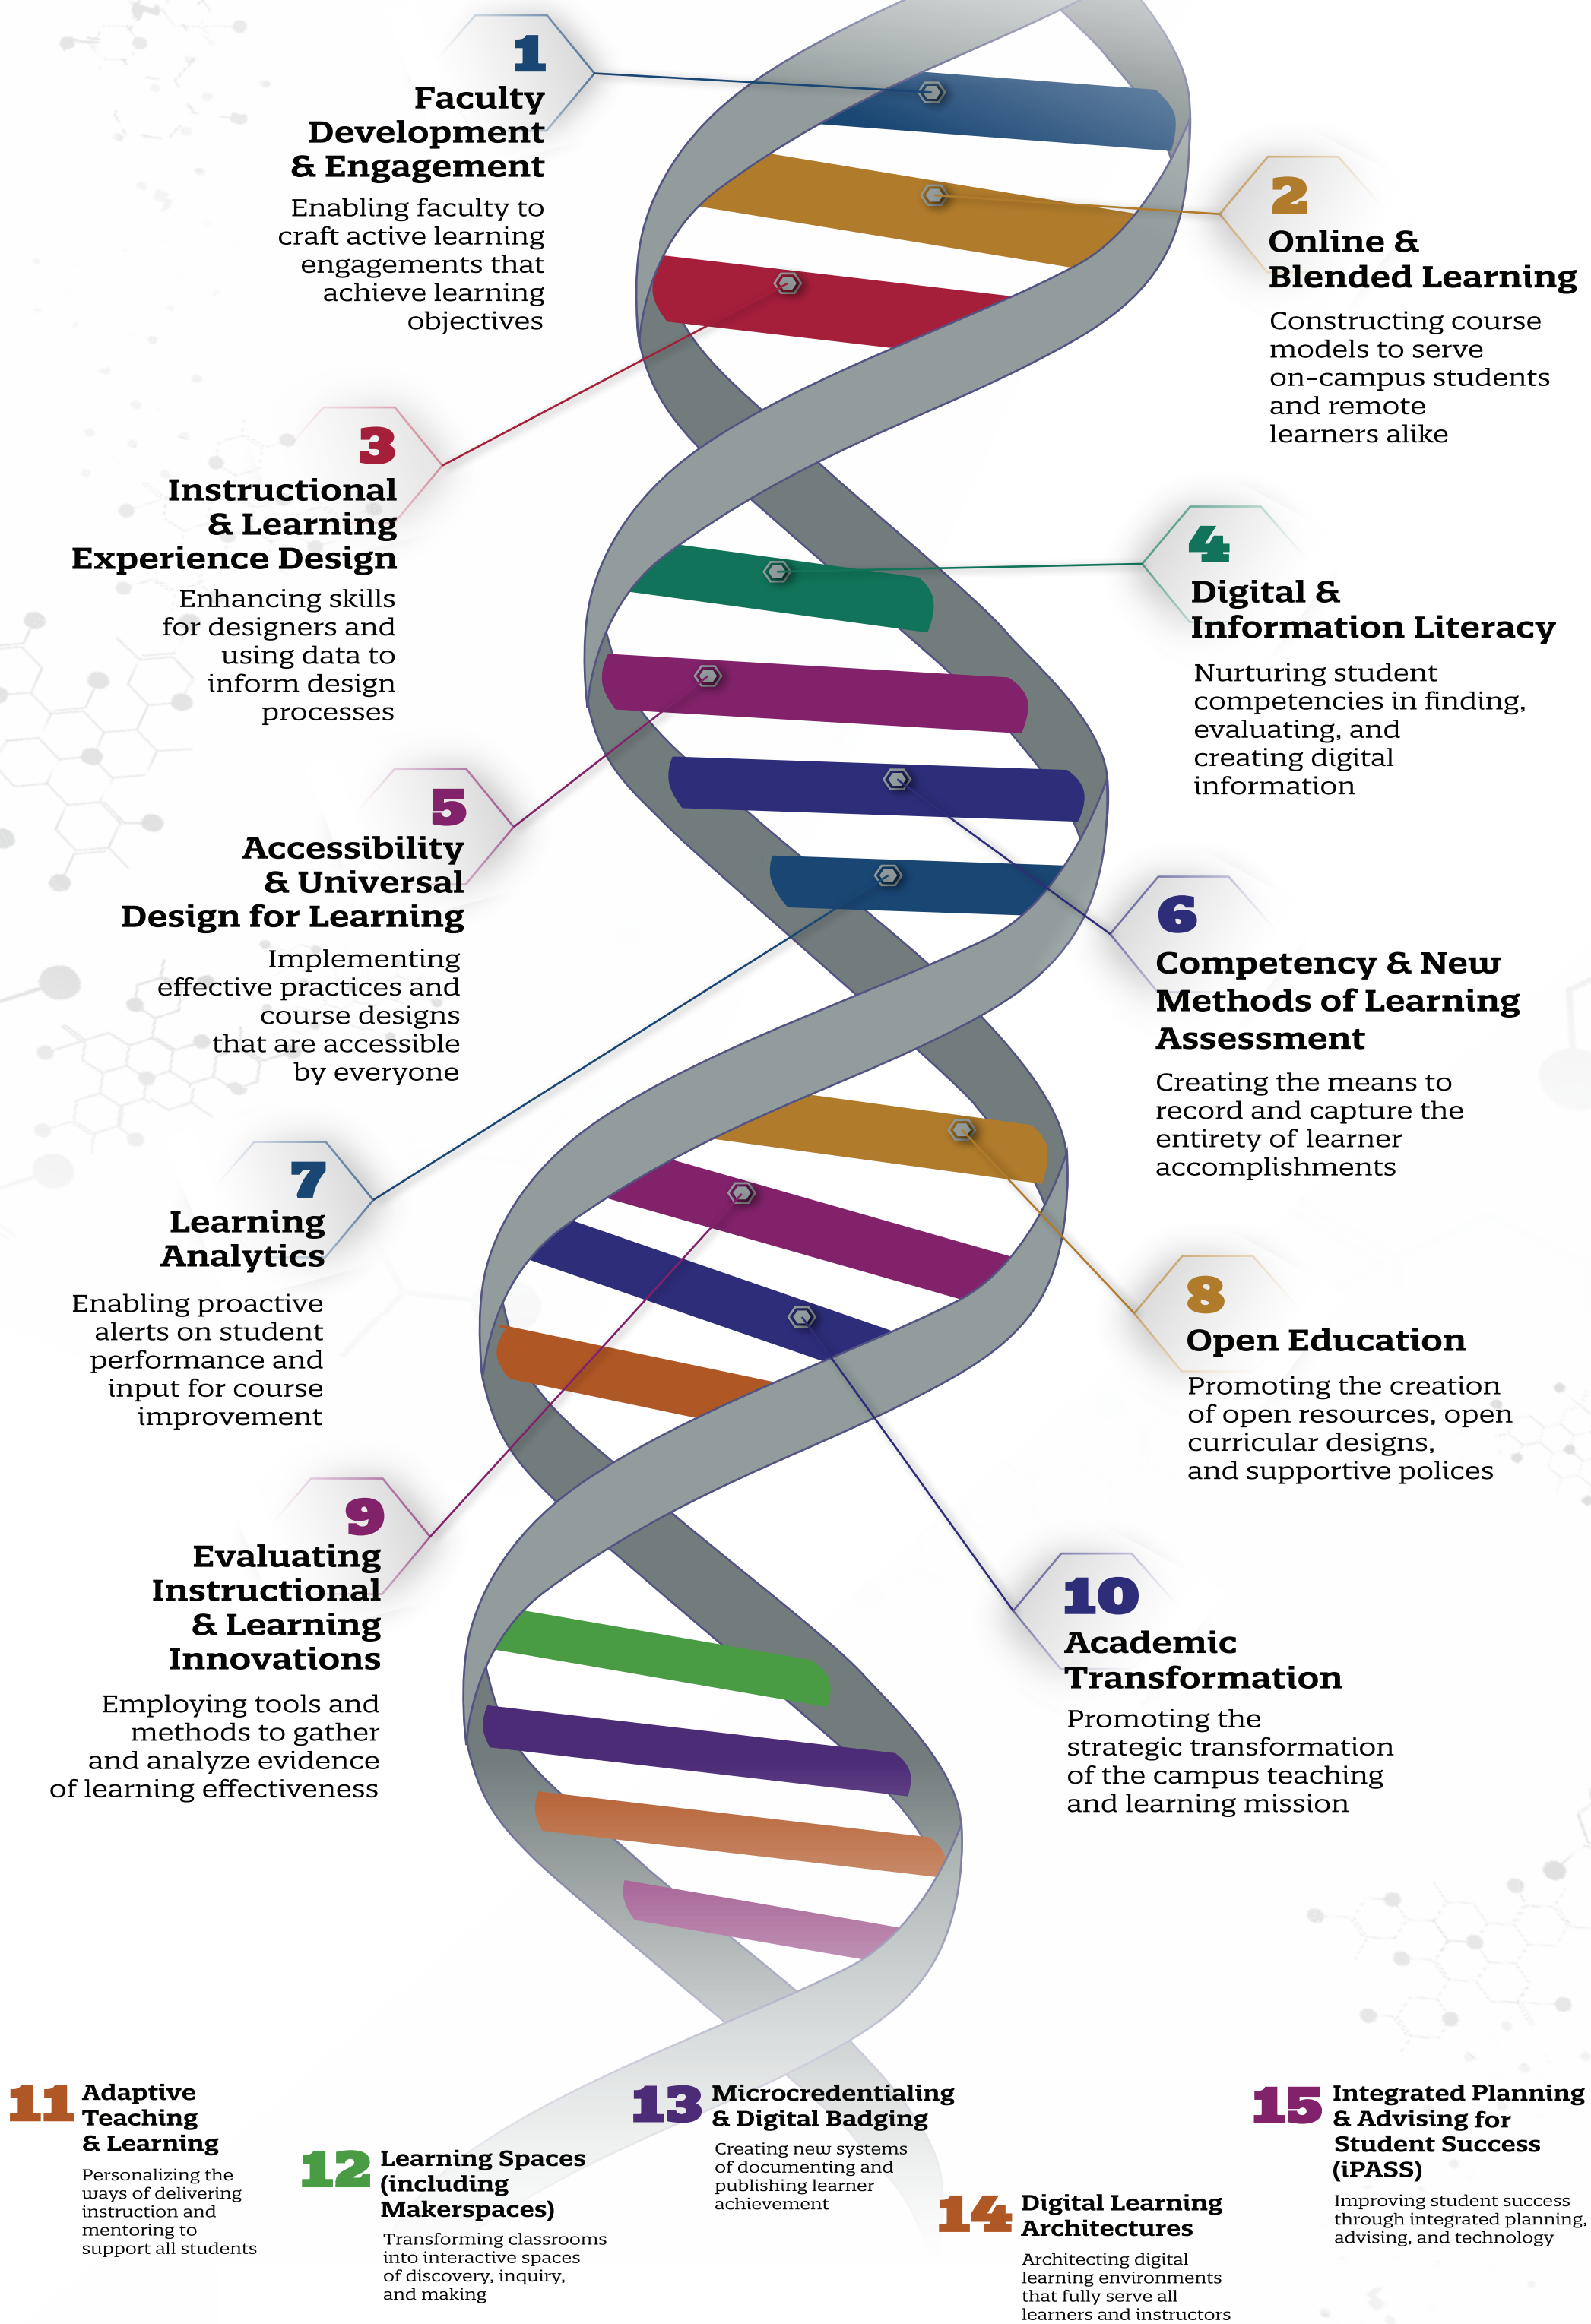 1
Faculty
Development
& Engagement
Enabling faculty to
craft active learning
engagements that
achieve learning
objectives
2
Online &
Blended Learning
Constructing course
models to serve
on-campus students
and remote
learners alike
3
Instructional
& Learning
Experience Design
Enhancing skills
for designers and
using data to
inform design
processes
4
Digital &
Information Literacy
Nurturing student
competencies in finding,
evaluating, and
creating digital
information
5
Accessibility
& Universal
Design for Learning
Implementing
effective practices and
course designs
that are accessible
by everyone
6
Competency & New
Methods of Learning
Assessment
Creating the means to
record and capture the
entirety of learner
accomplishments
7
Learning
Analytics
Enabling proactive
alerts on student
performance and
input for course
improvement
8
Open Education
Promoting the creation
of open resources, open
curricular designs,
and supportive polices
9
Evaluating
Instructional
& Learning
Innovations
Employing tools and
methods to gather
and analyze evidence
of learning effectiveness
10
Academic
Transformation
Promoting the
strategic transformation
of the campus teaching
and learning mission
11
Adaptive
Teaching
& Learning
Personalizing the
ways of delivering
instruction and
mentoring to
support all students
12
Learning Spaces
(including
Makerspaces)
Transforming classrooms
into interactive spaces
of discovery, inquiry,
and making
13
Microcredentialing
& Digital Badging
Creating new systems
of documenting and
publishing learner
achievement
14
Digital Learning
Architectures
Architecting digital
learning environments
that fully serve all
learners and instructors
15
Integrated Planning
& Advising for
Student Success
(iPASS)
Improving student success
through integrated planning,
advising, and technology